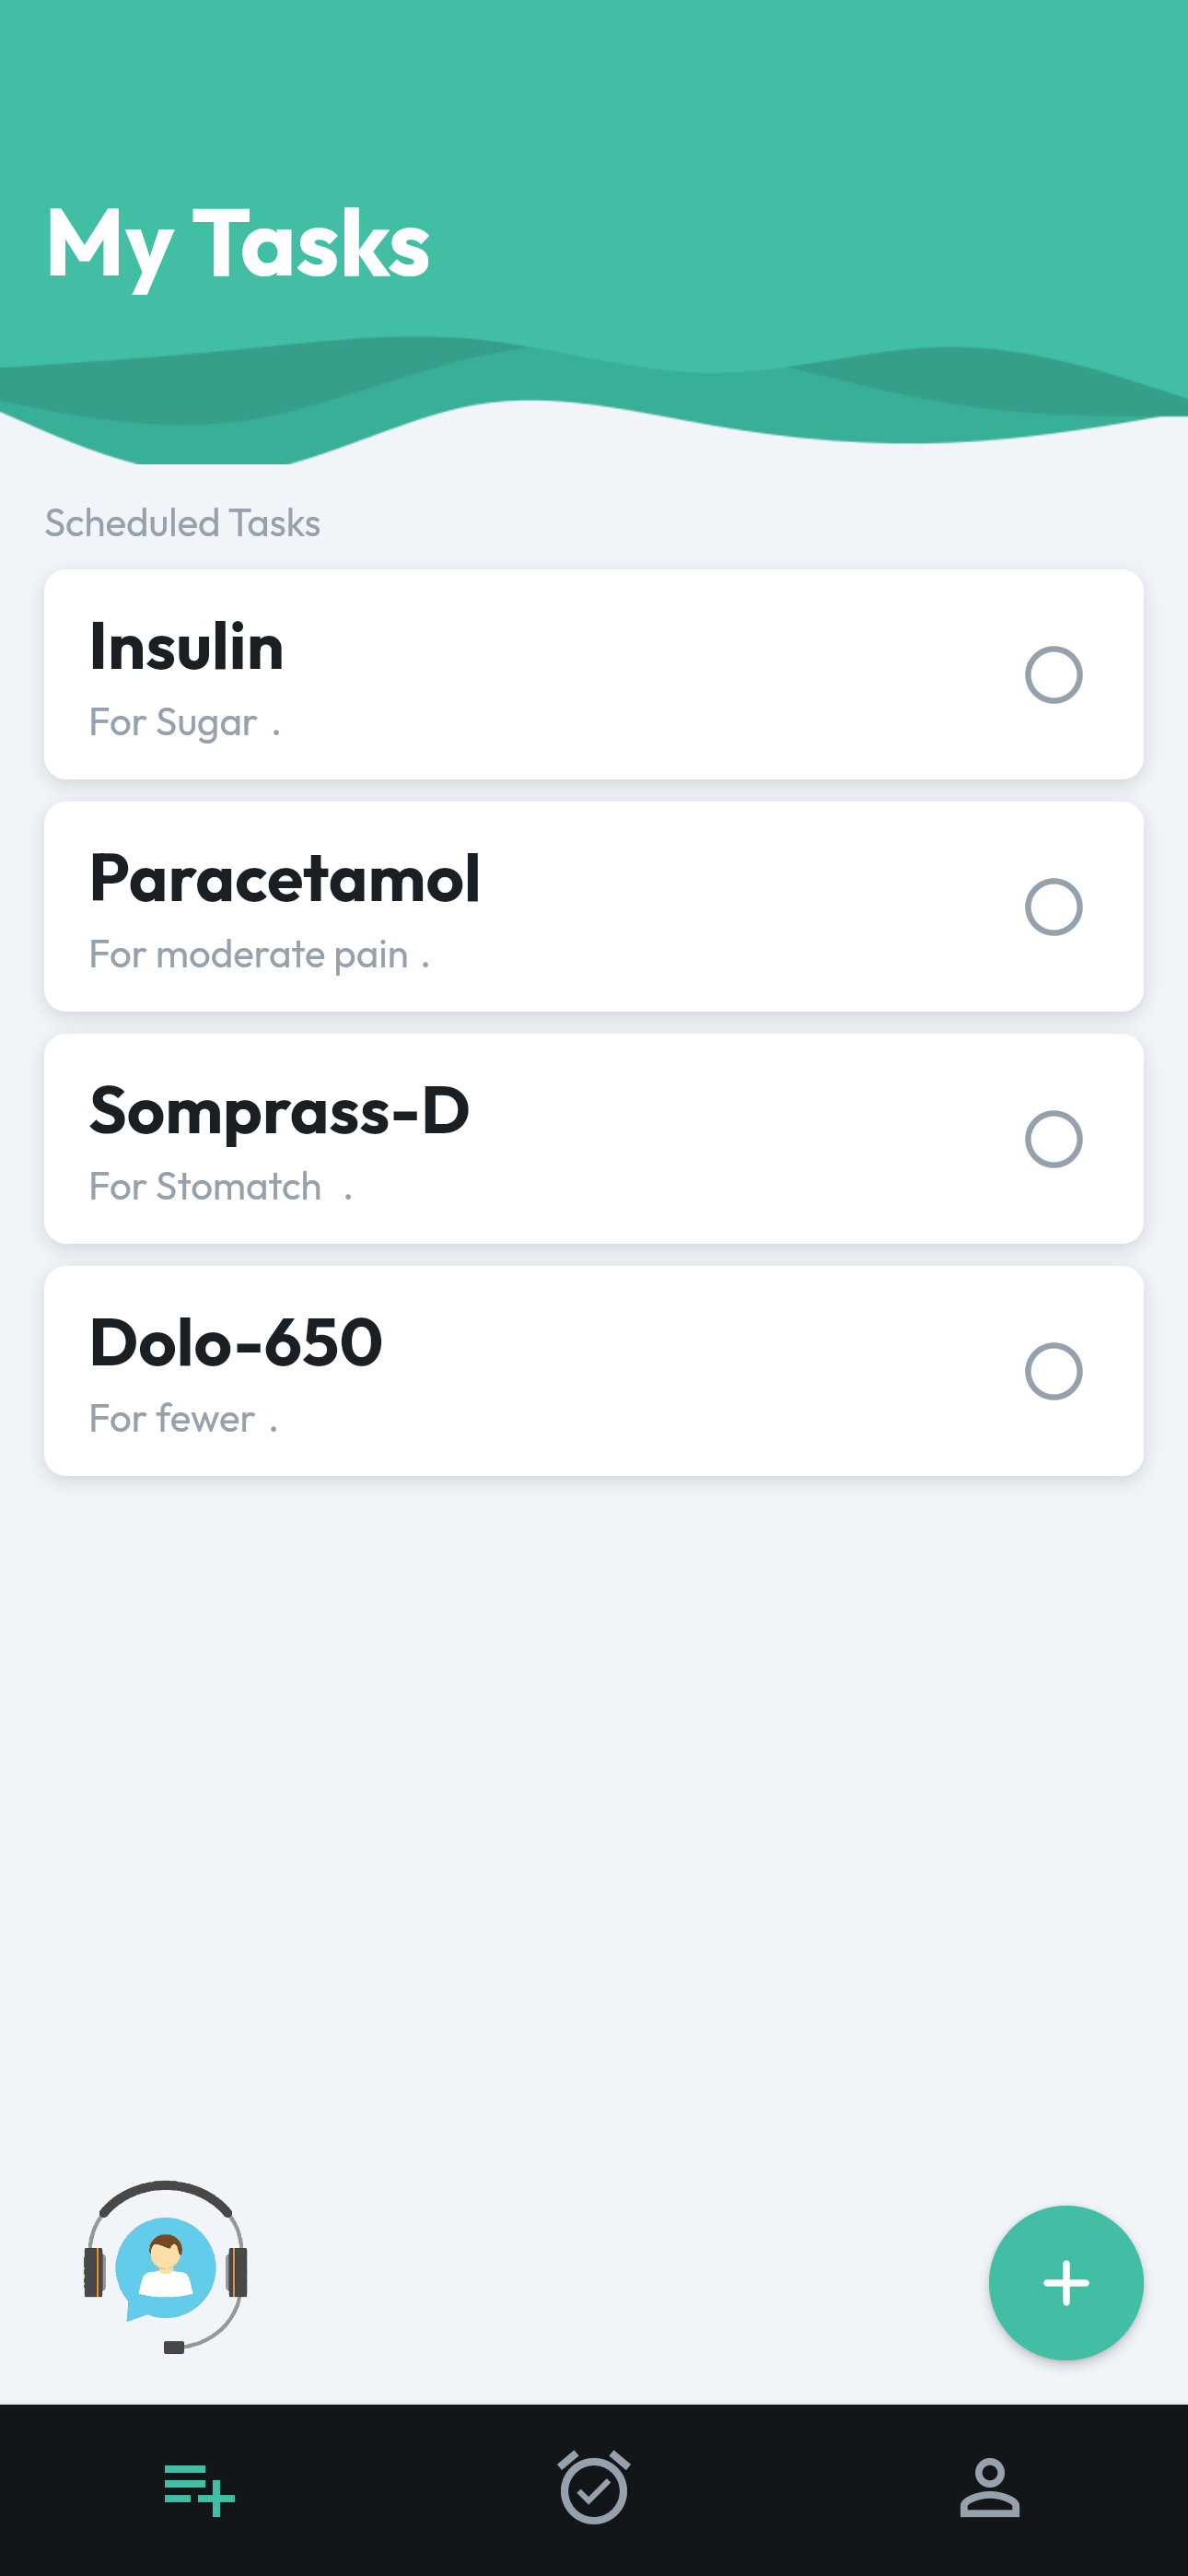 My Tasks
Scheduled Tasks
Insulin
For Sugar .
Paracetamol
For moderate pain .
Somprass-D
For Stomatch .
Dolo-650
For fewer .